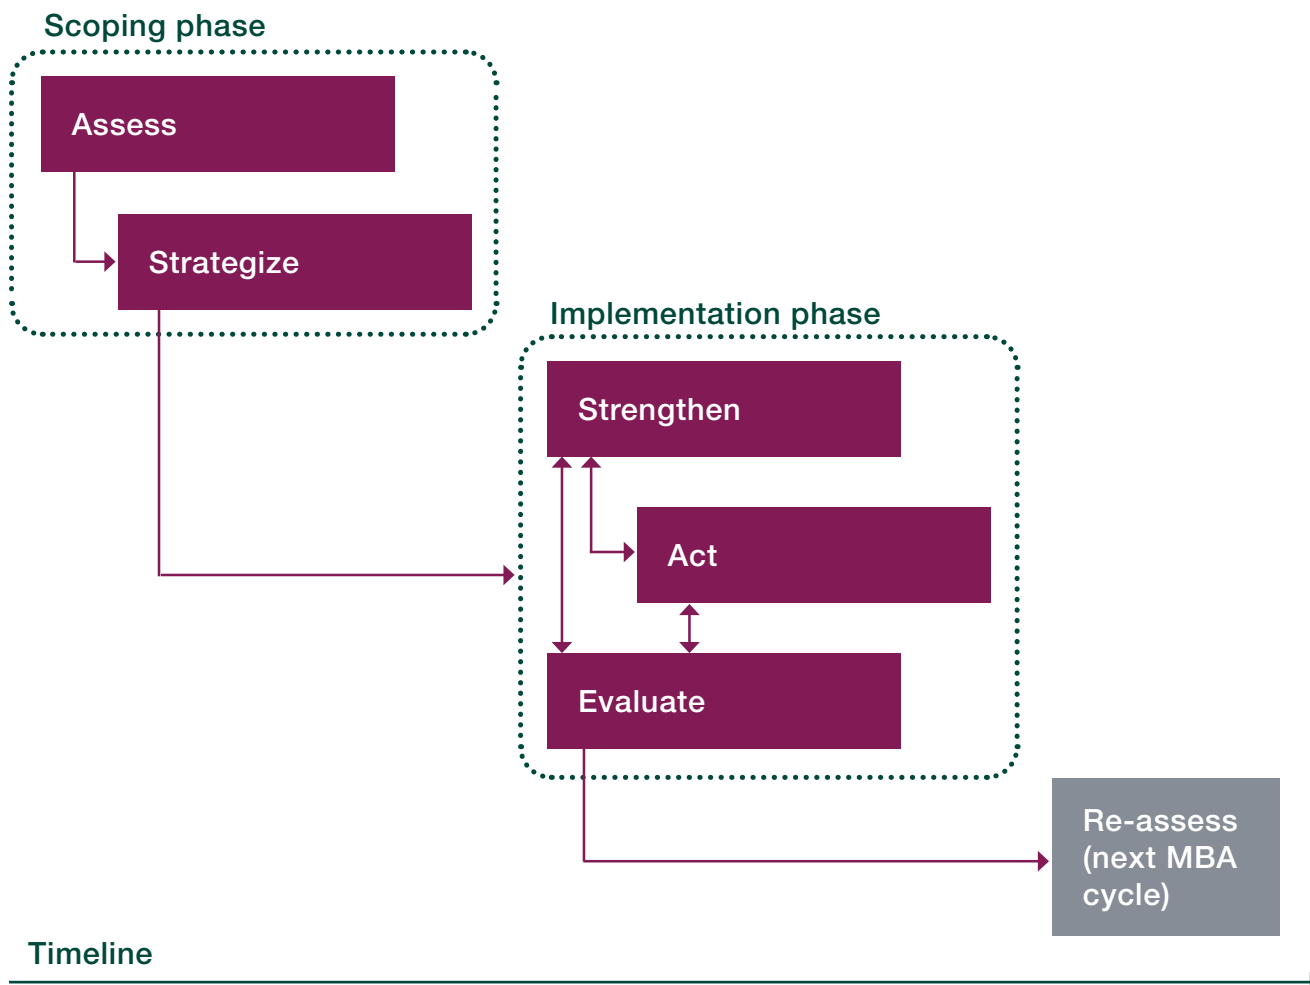 Scoping phase
Assess
Strategize
Implementation phase
Strengthen
Act
Evaluate
Re-assess
(next MBA
cycle)
Timeline